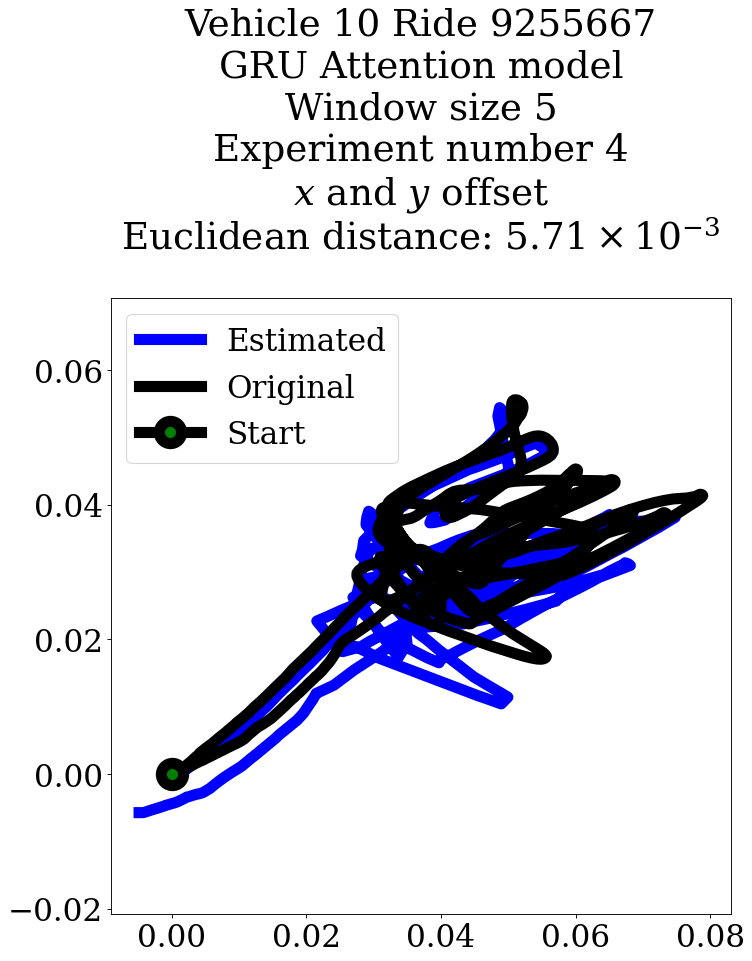 Vehicle 10 Ride 9255667
GRU Attention model
Window size 5
Experiment number 4
x and y offset
Euclidean distance: 5.71 × 10⁻³
Estimated
Original
Start
0.06
0.04
0.02
0.00
−0.02
0.00 0.02 0.04 0.06 0.08